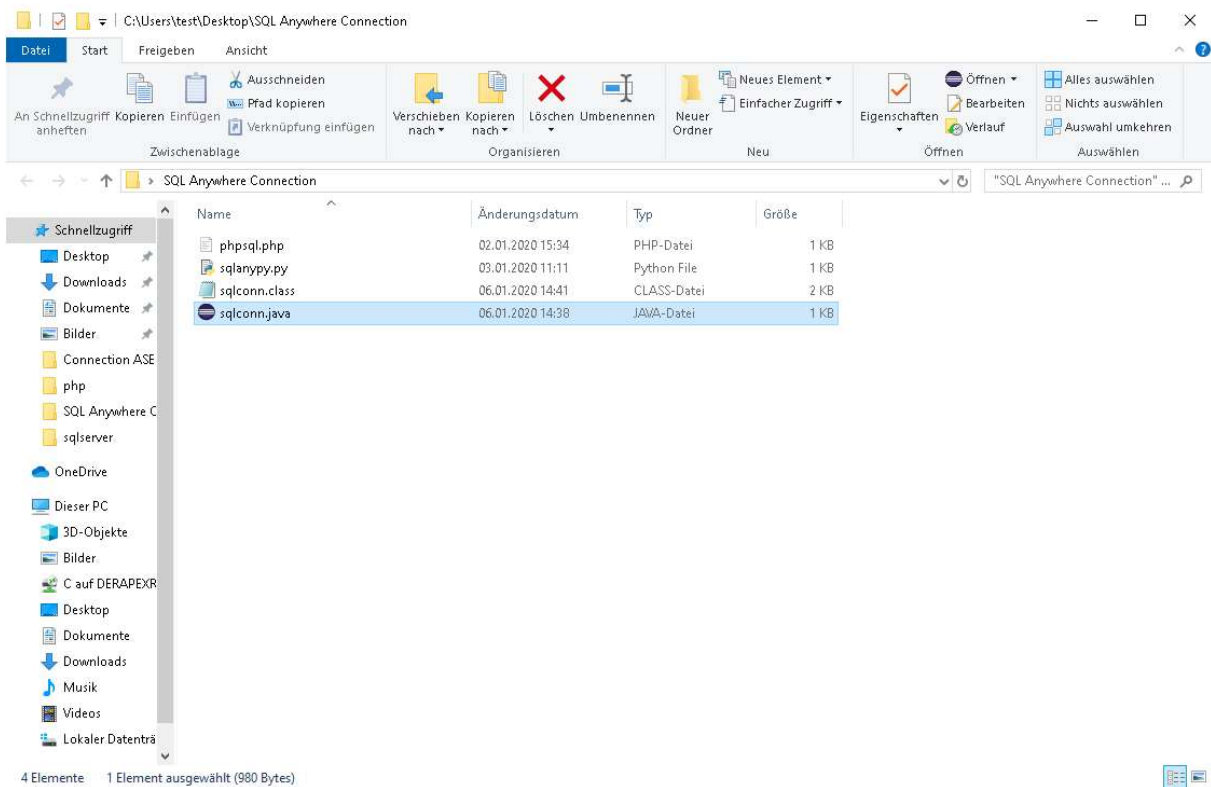 C:\Users\test\Desktop\SQL Anywhere Connection
Datei Start Freigeben Ansicht
An Schnellzugriff anheften
Kopieren
Einfügen
Ausschneiden
Pfad kopieren
Verknüpfung einfügen
Zwischenablage
Verschieben nach
Kopieren nach
Löschen
Umbenennen
Organisieren
Neuer Ordner
Neues Element
Einfacher Zugriff
Neu
Eigenschaften
Öffnen
Bearbeiten
Verlauf
Öffnen
Alles auswählen
Nichts auswählen
Auswahl umkehren
Auswählen
SQL Anywhere Connection
"SQL Anywhere Connection" ...
Schnellzugriff
Desktop
Downloads
Dokumente
Bilder
Connection ASE
php
SQL Anywhere C
sqlserver
OneDrive
Dieser PC
3D-Objekte
Bilder
C auf DERAPEXR
Desktop
Dokumente
Downloads
Musik
Videos
Lokaler Datenträ
Name Änderungsdatum Typ Größe
phpsql.php 02.01.2020 15:34 PHP-Datei 1 KB
sqlanypy.py 03.01.2020 11:11 Python File 1 KB
sqlconn.class 06.01.2020 14:41 CLASS-Datei 2 KB
sqlconn.java 06.01.2020 14:38 JAVA-Datei 1 KB
4 Elemente 1 Element ausgewählt (980 Bytes)